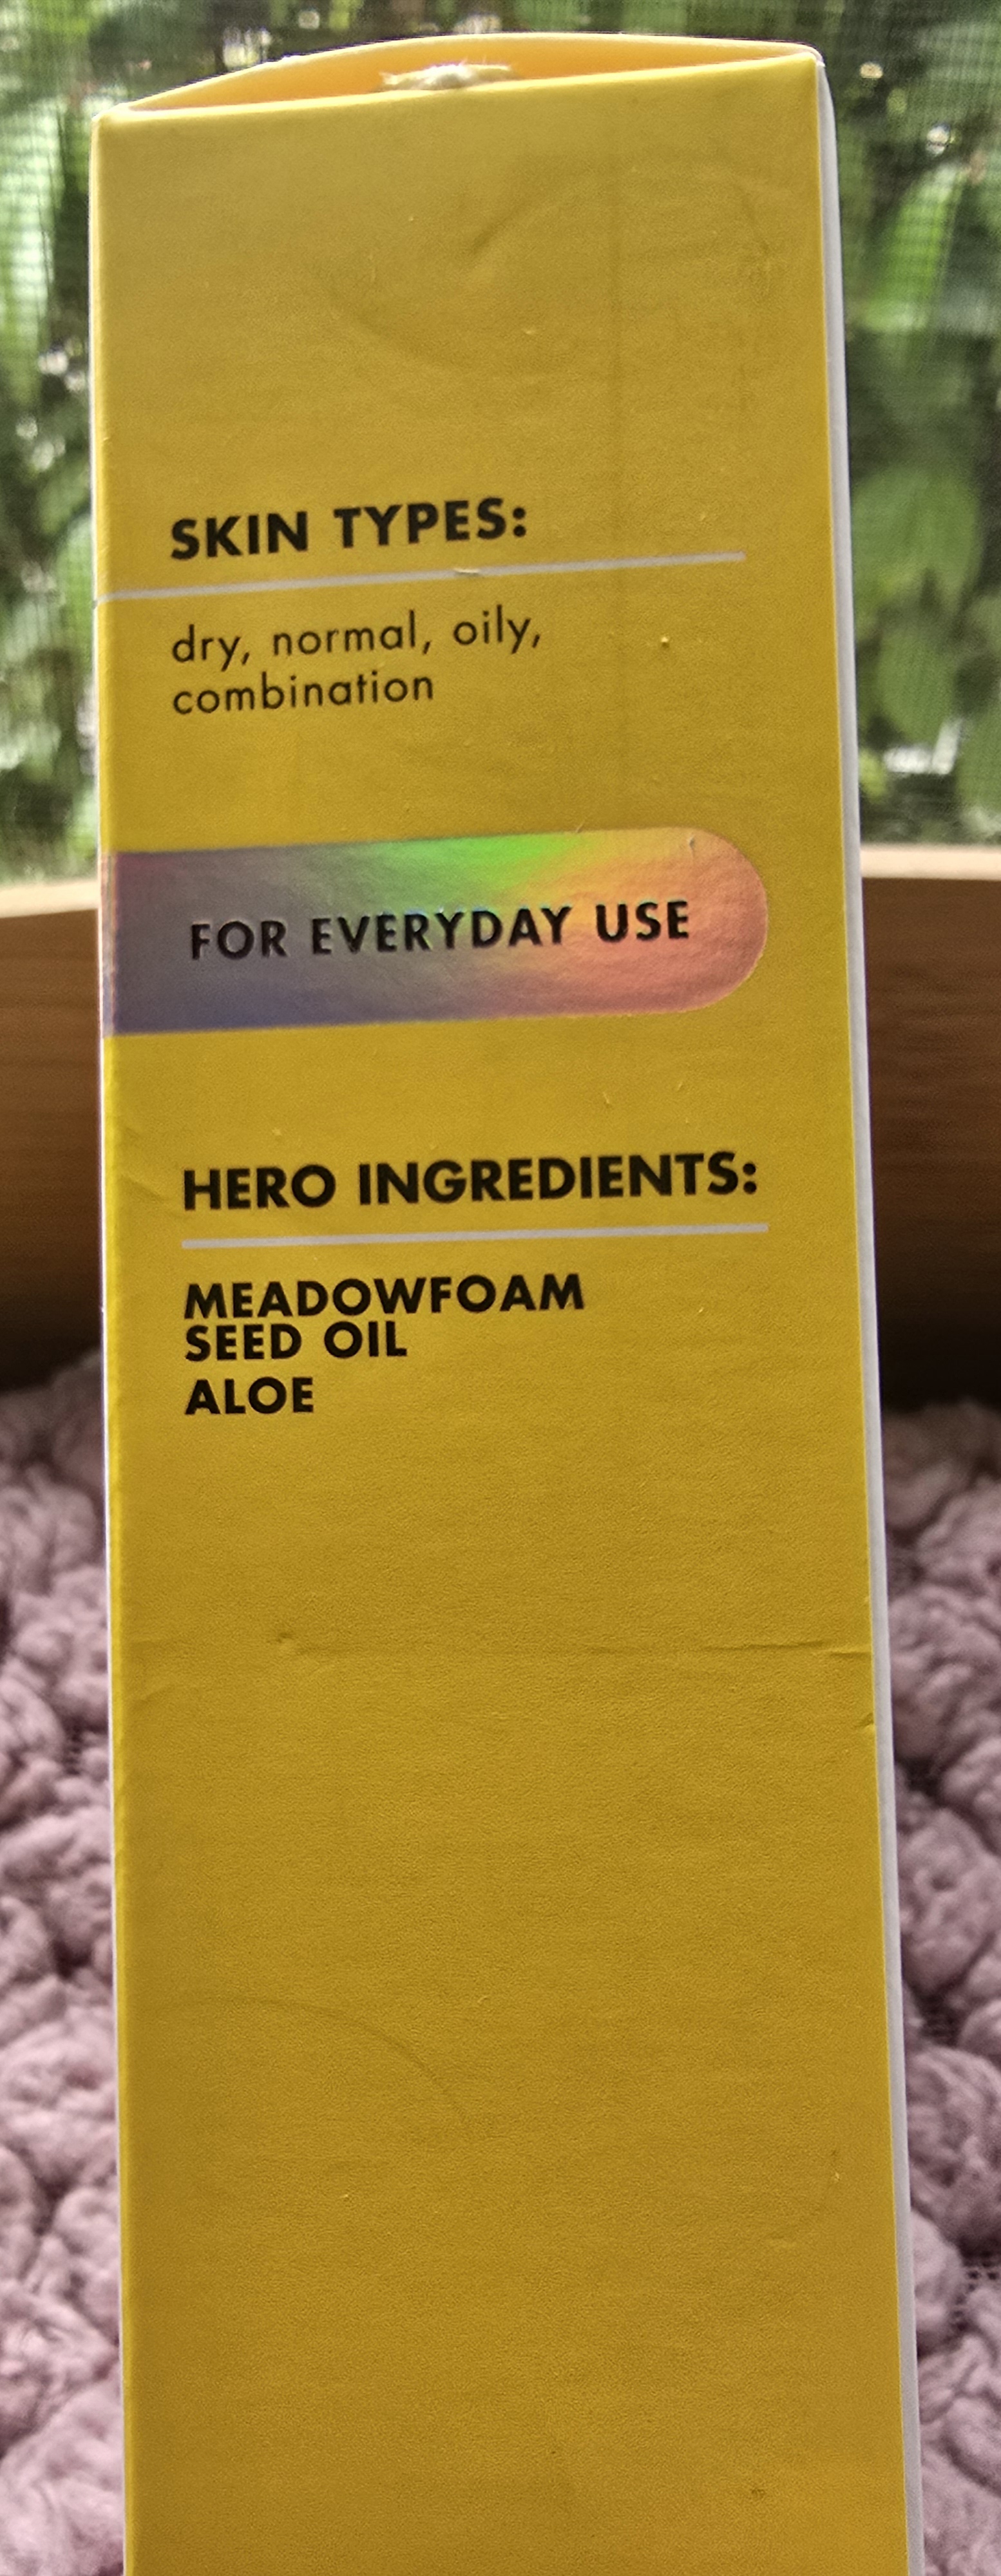 SKIN TYPES:
dry, normal, oily,
combination
FOR EVERYDAY USE
HERO INGREDIENTS:
MEADOWFOAM
SEED OIL
ALOE